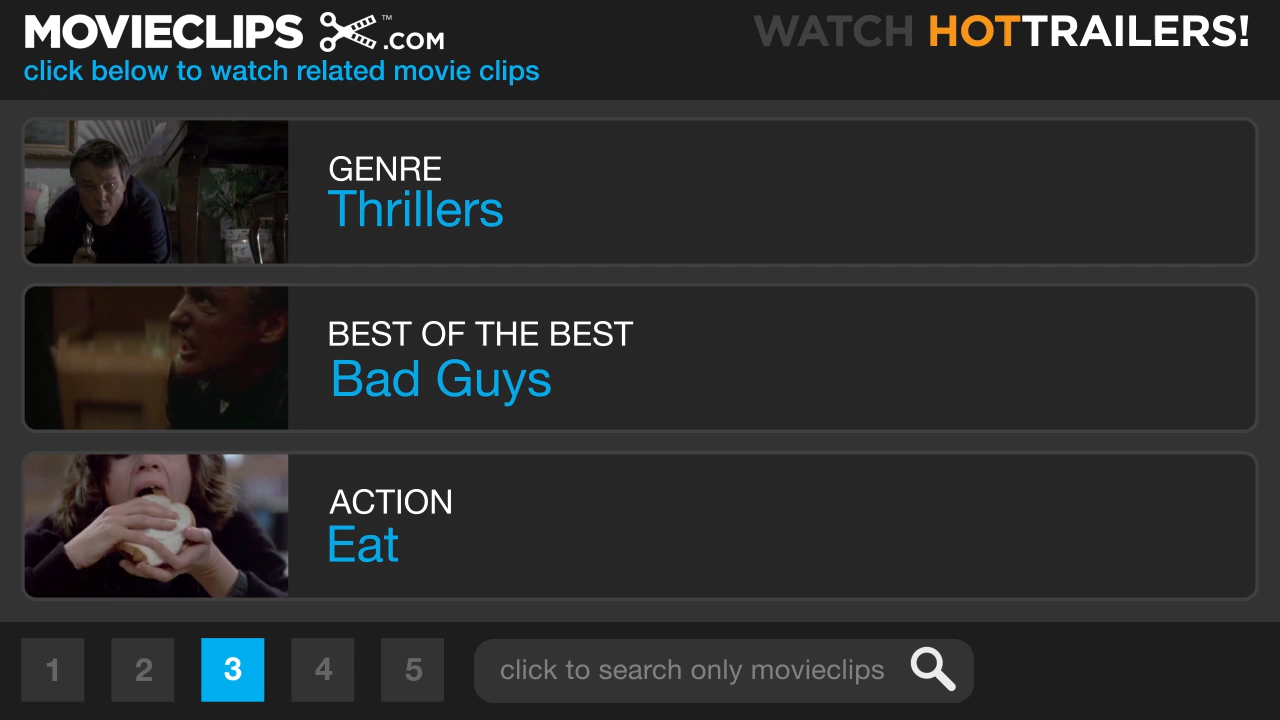 MOVIECLIPS ™ .COM
WATCH HOTTRAILERS!
click below to watch related movie clips
GENRE
Thrillers
BEST OF THE BEST
Bad Guys
ACTION
Eat
1 2 3 4 5 click to search only movieclips